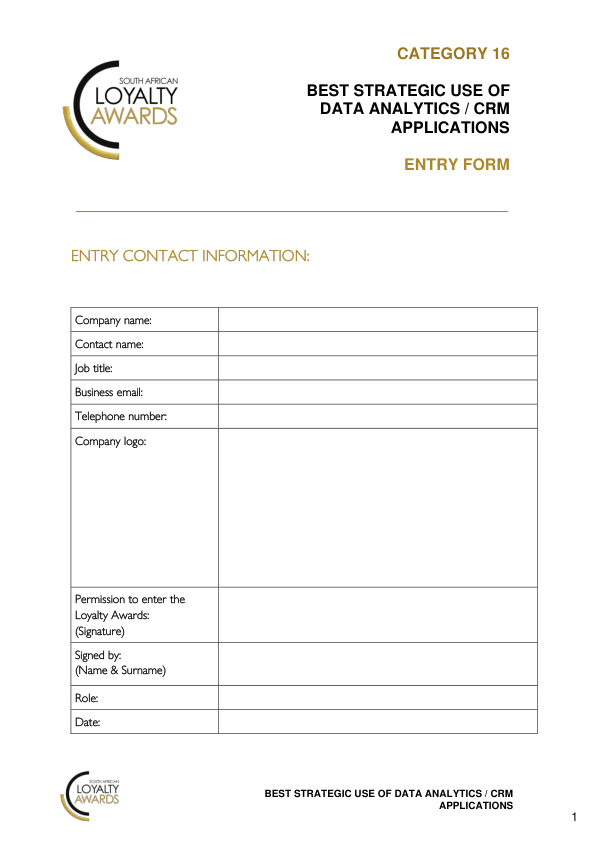 CATEGORY 16
SOUTH AFRICAN
LOYALTY
AWARDS
BEST STRATEGIC USE OF
DATA ANALYTICS / CRM
APPLICATIONS
ENTRY FORM
ENTRY CONTACT INFORMATION:
Company name:
Contact name:
Job title:
Business email:
Telephone number:
Company logo:
Permission to enter the
Loyalty Awards:
(Signature)
Signed by:
(Name & Surname)
Role:
Date:
SOUTH AFRICAN
LOYALTY
AWARDS
BEST STRATEGIC USE OF DATA ANALYTICS / CRM
APPLICATIONS
1